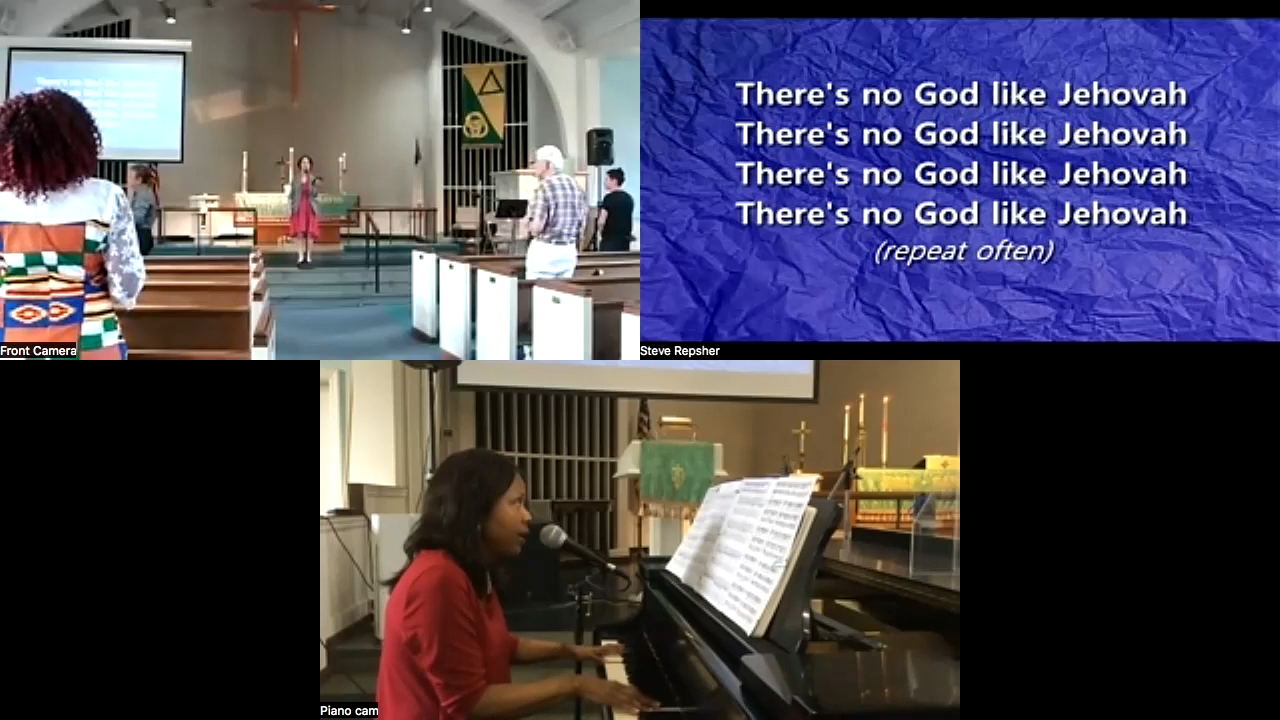 There's no God like Jehovah
There's no God like Jehovah
There's no God like Jehovah
There's no God like Jehovah
(repeat often)
Front Camera
Steve Repsher
Piano cam